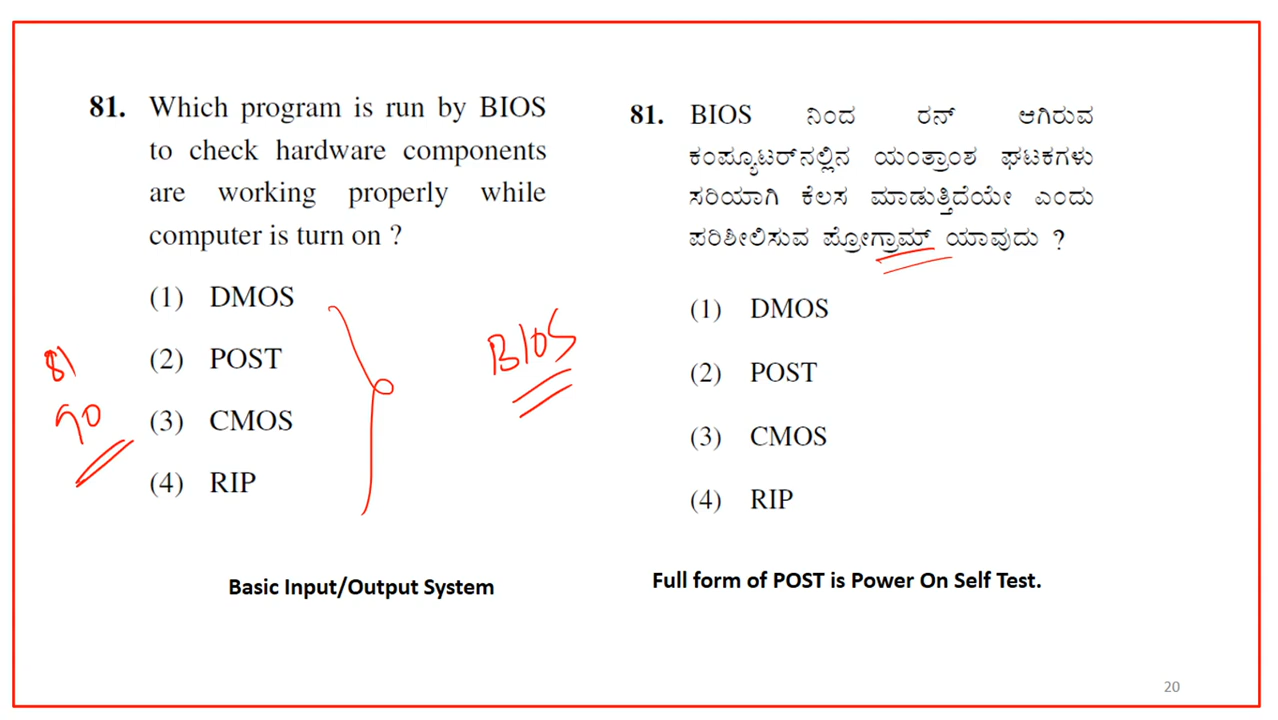 81. Which program is run by BIOS
to check hardware components
are working properly while
computer is turn on ?
(1) DMOS
(2) POST
(3) CMOS
(4) RIP
81
90
BIOS
Basic Input/Output System
81. BIOS ನಿಂದ ರನ್ ಆಗಿರುವ
ಕಂಪ್ಯೂಟರ್‌ನಲ್ಲಿನ ಯಂತ್ರಾಂಶ ಘಟಕಗಳು
ಸರಿಯಾಗಿ ಕೆಲಸ ಮಾಡುತ್ತಿದೆಯೇ ಎಂದು
ಪರಿಶೀಲಿಸುವ ಪ್ರೋಗ್ರಾಮ್ ಯಾವುದು ?
(1) DMOS
(2) POST
(3) CMOS
(4) RIP
Full form of POST is Power On Self Test.
20